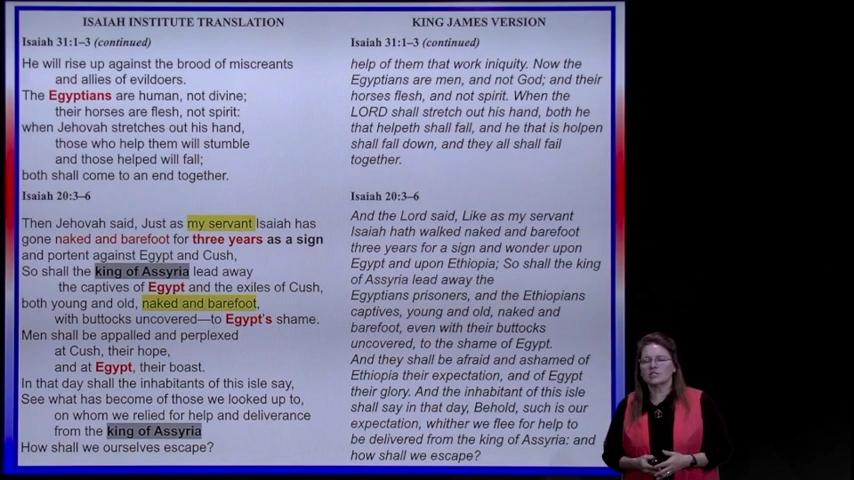 ISAIAH INSTITUTE TRANSLATION
Isaiah 31:1–3 (continued)
He will rise up against the brood of miscreants
and allies of evildoers.
The Egyptians are human, not divine;
their horses are flesh, not spirit:
when Jehovah stretches out his hand,
those who help them will stumble
and those helped will fall;
both shall come to an end together.
Isaiah 20:3–6
Then Jehovah said, Just as my servant Isaiah has
gone naked and barefoot for three years as a sign
and portent against Egypt and Cush,
So shall the king of Assyria lead away
the captives of Egypt and the exiles of Cush,
both young and old, naked and barefoot,
with buttocks uncovered—to Egypt's shame.
Men shall be appalled and perplexed
at Cush, their hope,
and at Egypt, their boast.
In that day shall the inhabitants of this isle say,
See what has become of those we looked up to,
on whom we relied for help and deliverance
from the king of Assyria
How shall we ourselves escape?
KING JAMES VERSION
Isaiah 31:1–3 (continued)
help of them that work iniquity. Now the
Egyptians are men, and not God; and their
horses flesh, and not spirit. When the
LORD shall stretch out his hand, both he
that helpeth shall fall, and he that is holpen
shall fall down, and they all shall fail
together.
Isaiah 20:3–6
And the Lord said, Like as my servant
Isaiah hath walked naked and barefoot
three years for a sign and wonder upon
Egypt and upon Ethiopia; So shall the king
of Assyria lead away the
Egyptians prisoners, and the Ethiopians
captives, young and old, naked and
barefoot, even with their buttocks
uncovered, to the shame of Egypt.
And they shall be afraid and ashamed of
Ethiopia their expectation, and of Egypt
their glory. And the inhabitant of this isle
shall say in that day, Behold, such is our
expectation, whither we flee for help to
be delivered from the king of Assyria: and
how shall we escape?